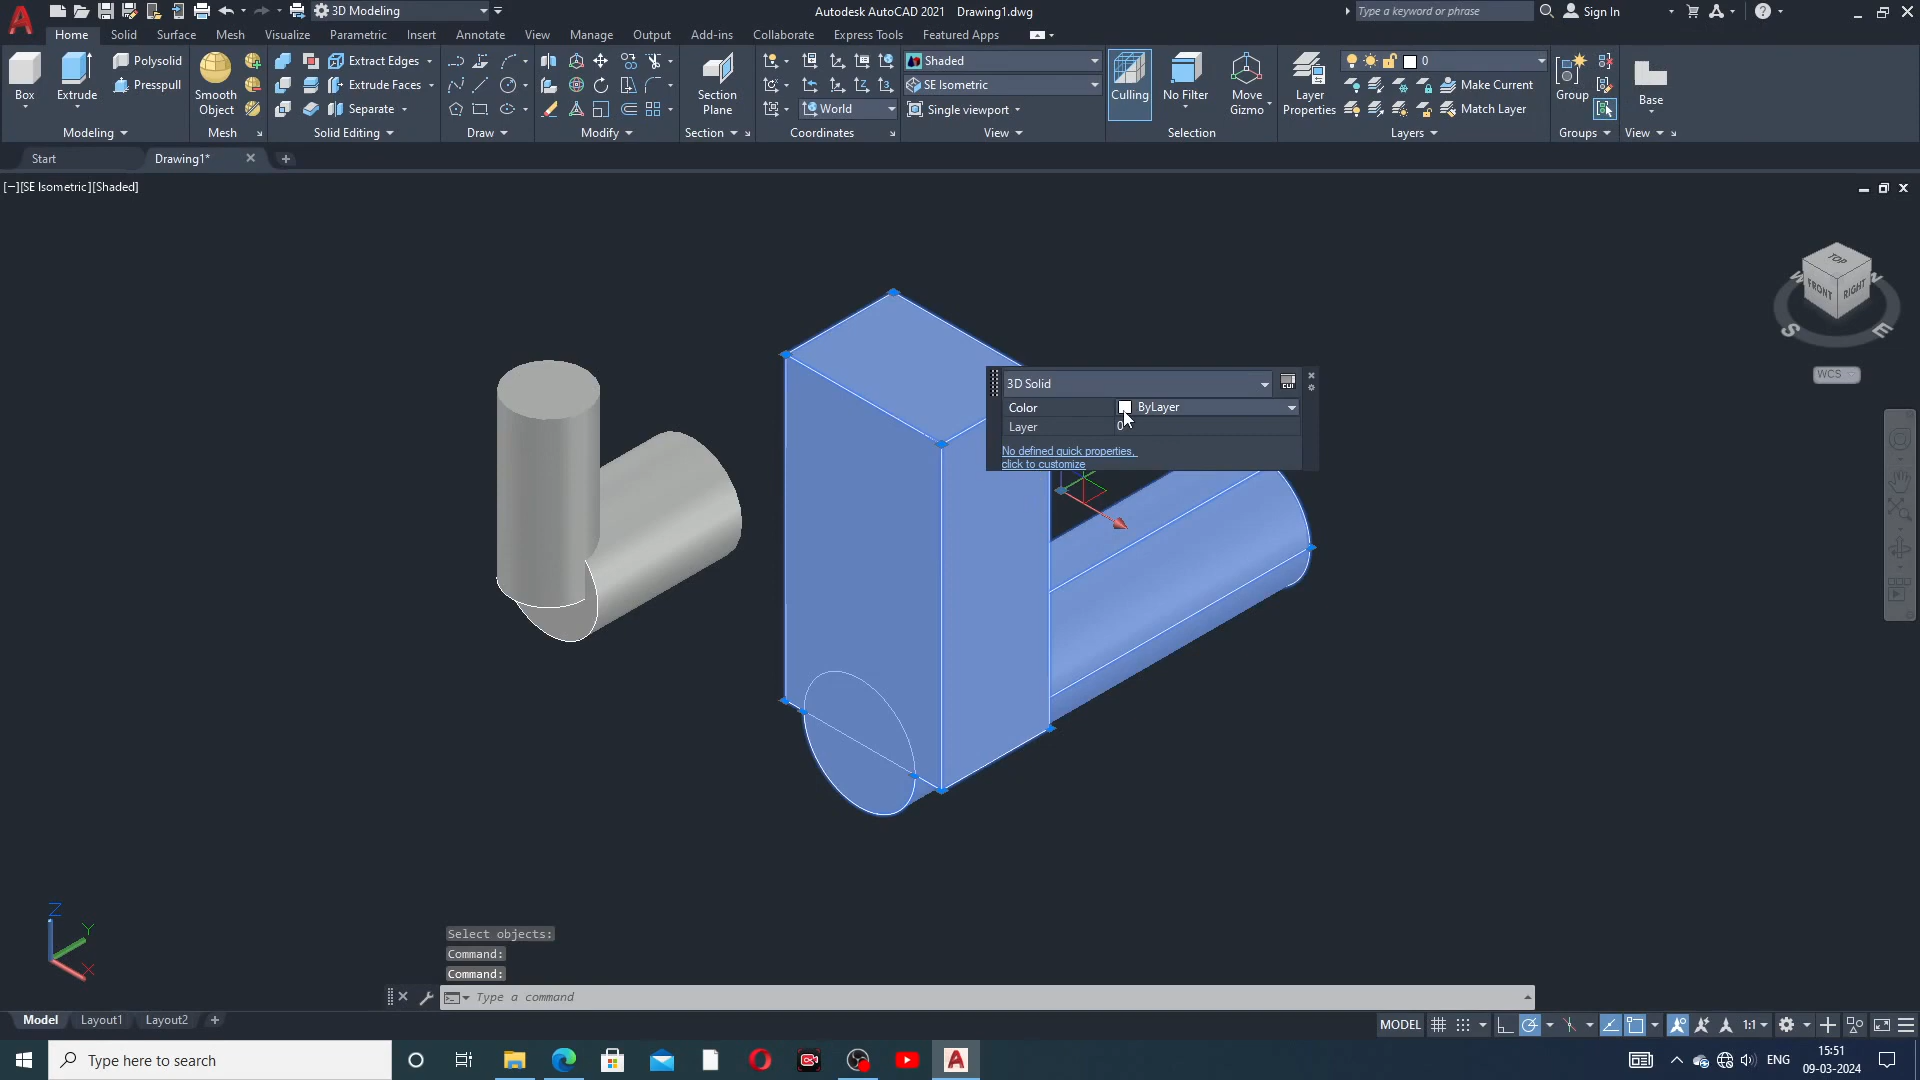 3D Modeling
Autodesk AutoCAD 2021 Drawing1.dwg
Type a keyword or phrase
Sign In
Home Solid Surface Mesh Visualize Parametric Insert Annotate View Manage Output Add-ins Collaborate Express Tools Featured Apps
Box
Extrude
Polysolid
Presspull
Modeling
Smooth
Object
Mesh
Extract Edges
Extrude Faces
Separate
Solid Editing
Draw
Modify
Section
Plane
Section
World
Coordinates
Shaded
SE Isometric
Single viewport
View
Culling
No Filter
Move
Gizmo
Selection
Layer
Properties
0
Make Current
Match Layer
Layers
Group
Groups
Base
View
Start
Drawing1*
[−][SE Isometric][Shaded]
TOP
FRONT
RIGHT
W
N
S
E
WCS
3D Solid
CUI
Color ByLayer
Layer 0
No defined quick properties,
click to customize
Z
Y
X
Select objects:
Command:
Command:
Type a command
Model Layout1 Layout2
MODEL
1:1
Type here to search
ENG
15:51
09-03-2024